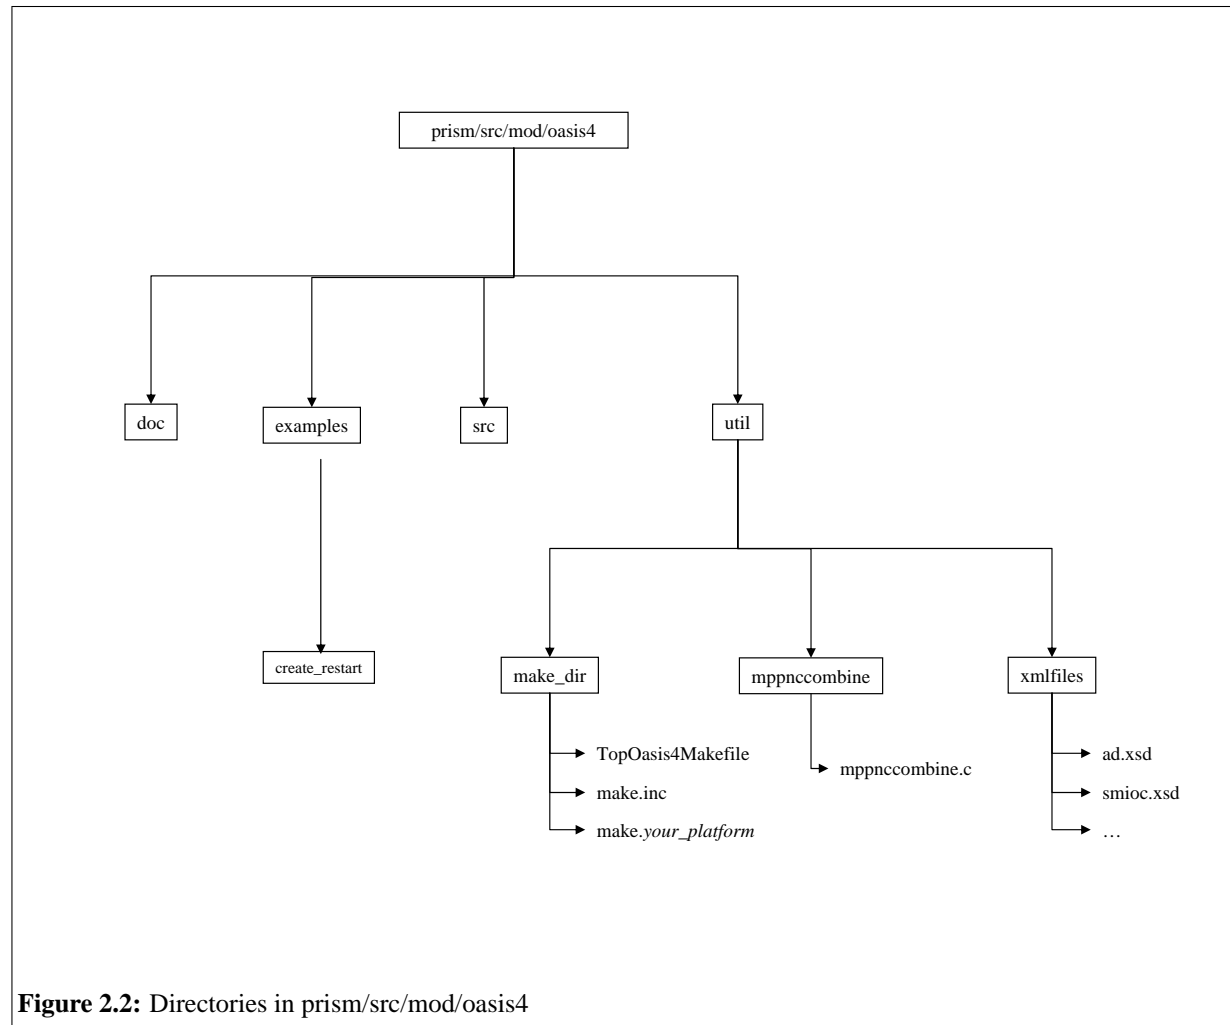 prism/src/mod/oasis4
doc
examples
src
util
create_restart
make_dir
mppnccombine
xmlfiles
TopOasis4Makefile
make.inc
make.your_platform
mppnccombine.c
ad.xsd
smioc.xsd
…
Figure 2.2: Directories in prism/src/mod/oasis4